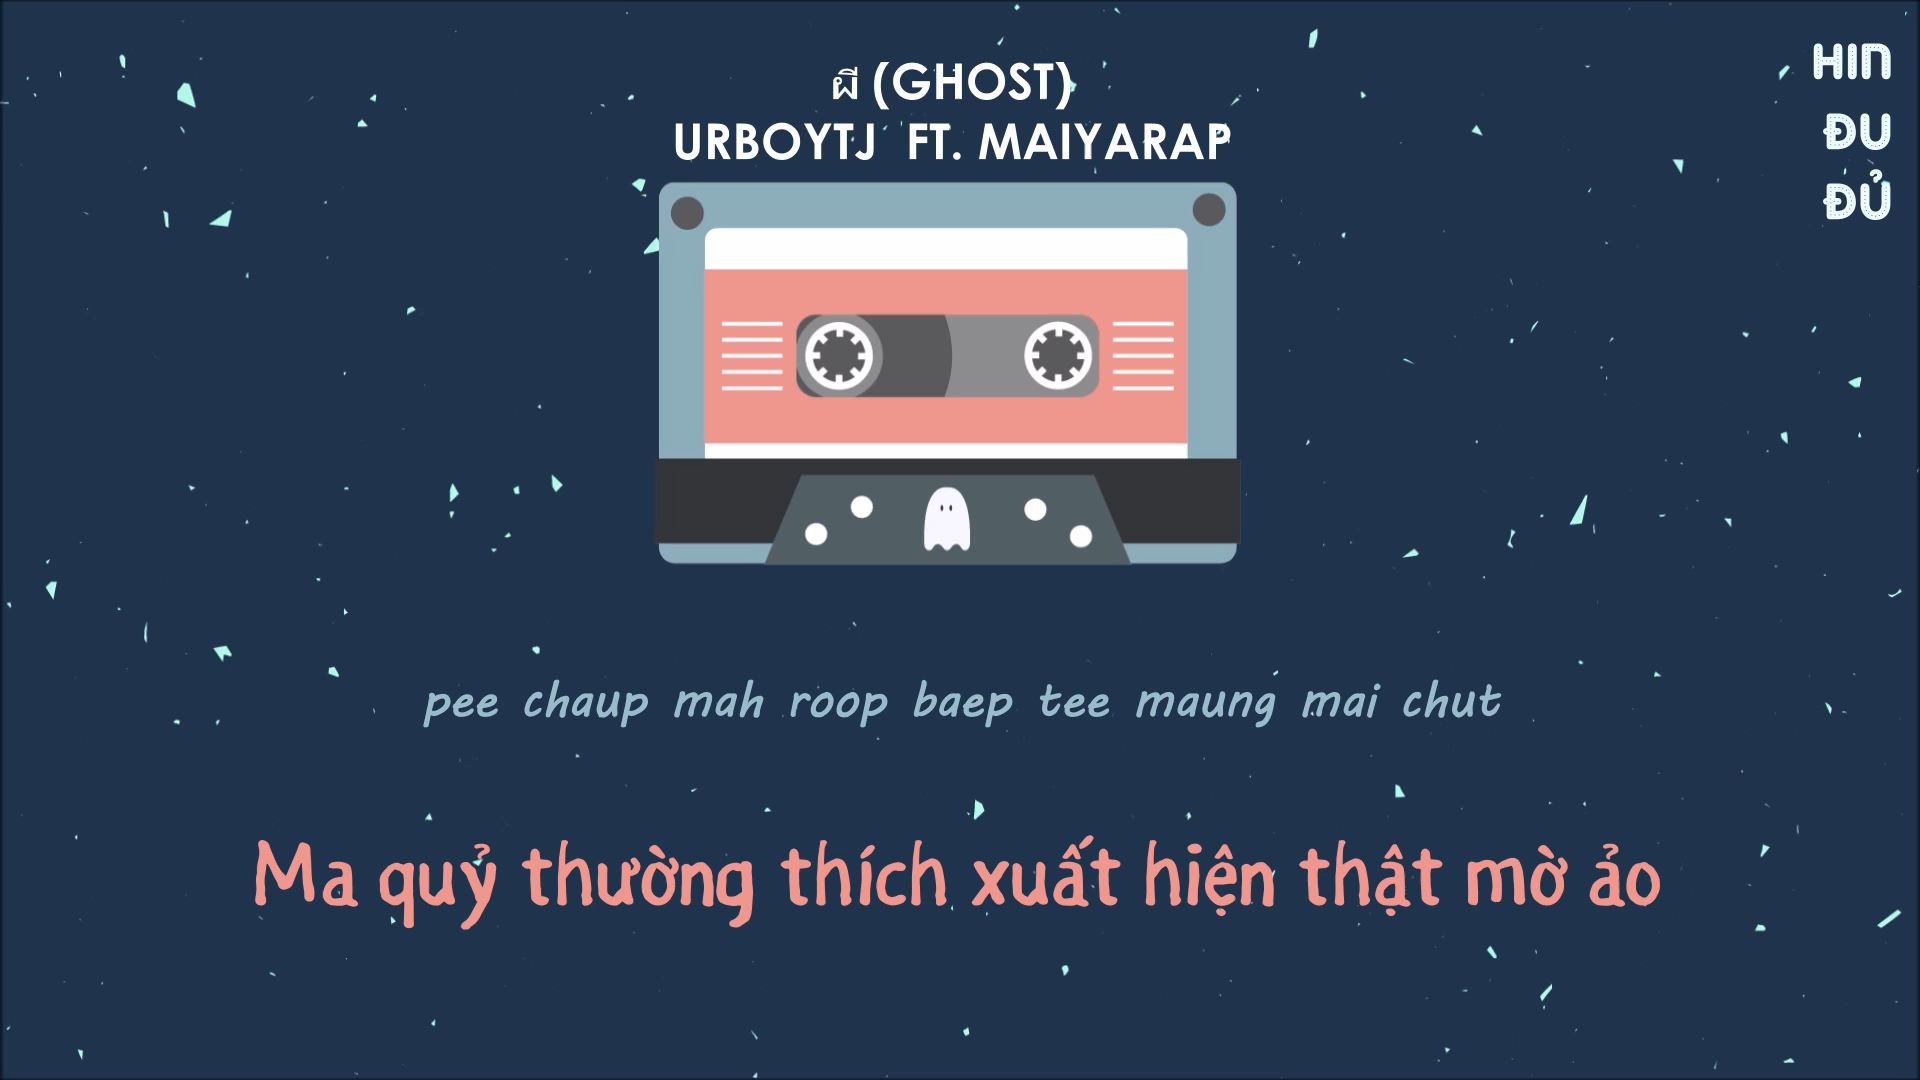 ผี (GHOST)
URBOYTJ FT. MAIYARAP
HIN
ĐU
ĐỦ
pee chaup mah roop baep tee maung mai chut
Ma quỷ thường thích xuất hiện thật mờ ảo